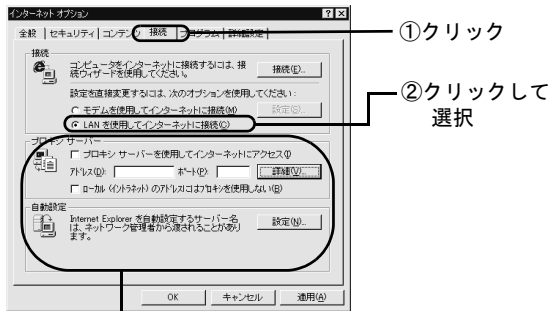 インターネット オプション
全般 セキュリティ コンテンツ 接続 プログラム 詳細設定
①クリック
接続
コンピュータをインターネットに接続するには、接
続ウィザードを使用してください。
接続(E)...
設定を直接変更するには、次のオプションを使用してください:
モデムを使用してインターネットに接続(M)
設定(S)...
LAN を使用してインターネットに接続(C)
②クリックして
選択
プロキシ サーバー
プロキシ サーバーを使用してインターネットにアクセス(I)
アドレス(D):
ポート(P):
詳細(V)...
ローカル (イントラネット) のアドレスにはプロキシを使用しない(B)
自動設定
Internet Explorer を自動設定するサーバー名
は、ネットワーク管理者から渡されることがあり
ます。
設定(N)...
OK
キャンセル
適用(A)